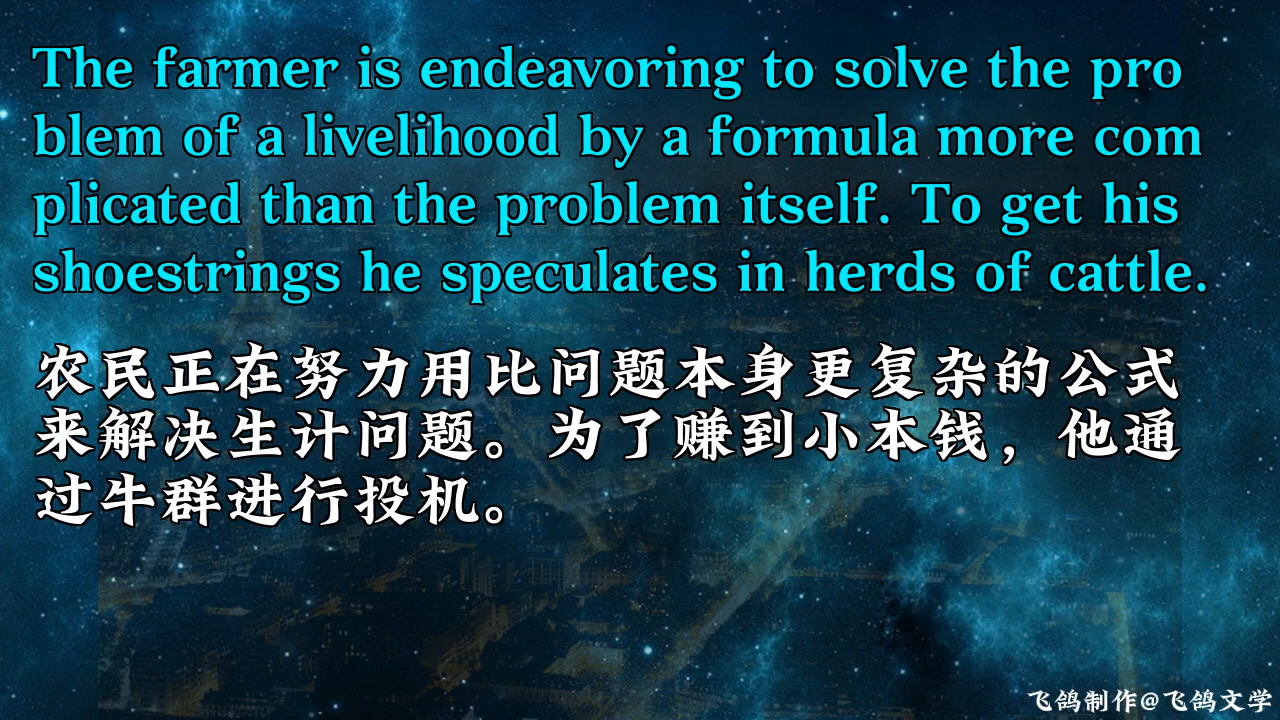 The farmer is endeavoring to solve the pro
blem of a livelihood by a formula more com
plicated than the problem itself. To get his
shoestrings he speculates in herds of cattle.
农民正在努力用比问题本身更复杂的公式
来解决生计问题。为了赚到小本钱，他通
过牛群进行投机。
飞鸽制作@飞鸽文学